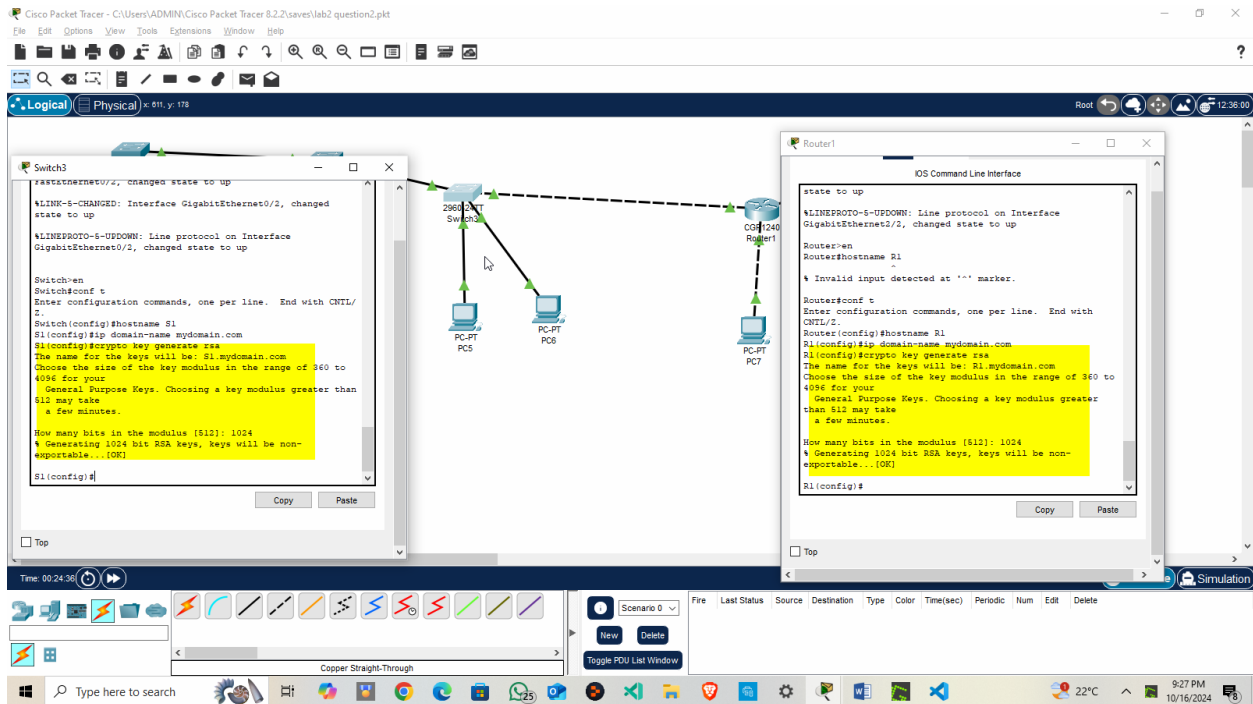 Cisco Packet Tracer - C:\Users\ADMIN\Cisco Packet Tracer 8.2.2\saves\lab2 question2.pkt
File Edit Options View Tools Extensions Window Help
Logical Physical x: 611, y: 178 Root 12:36:00
Switch3
FastEthernet0/2, changed state to up
%LINK-5-CHANGED: Interface GigabitEthernet0/2, changed
state to up
%LINEPROTO-5-UPDOWN: Line protocol on Interface
GigabitEthernet0/2, changed state to up
Switch>en
Switch#conf t
Enter configuration commands, one per line. End with CNTL/
Z.
Switch(config)#hostname S1
S1(config)#ip domain-name mydomain.com
S1(config)#crypto key generate rsa
The name for the keys will be: S1.mydomain.com
Choose the size of the key modulus in the range of 360 to
4096 for your
General Purpose Keys. Choosing a key modulus greater than
512 may take
a few minutes.
How many bits in the modulus [512]: 1024
% Generating 1024 bit RSA keys, keys will be non-
exportable...[OK]
S1(config)#
Copy Paste
Top
2960-24TT
Switch3
PC-PT
PC5
PC-PT
PC6
CGR1240
Router1
PC-PT
PC7
Router1
IOS Command Line Interface
state to up
%LINEPROTO-5-UPDOWN: Line protocol on Interface
GigabitEthernet2/2, changed state to up
Router>en
Router#hostname R1
^
% Invalid input detected at '^' marker.
Router#conf t
Enter configuration commands, one per line. End with
CNTL/Z.
Router(config)#hostname R1
R1(config)#ip domain-name mydomain.com
R1(config)#crypto key generate rsa
The name for the keys will be: R1.mydomain.com
Choose the size of the key modulus in the range of 360 to
4096 for your
General Purpose Keys. Choosing a key modulus greater
than 512 may take
a few minutes.
How many bits in the modulus [512]: 1024
% Generating 1024 bit RSA keys, keys will be non-
exportable...[OK]
R1(config)#
Copy Paste
Top
Time: 00:24:36
Simulation
Scenario 0
New Delete
Toggle PDU List Window
Fire Last Status Source Destination Type Color Time(sec) Periodic Num Edit Delete
Copper Straight-Through
Type here to search
25
22°C
9:27 PM
10/16/2024
8